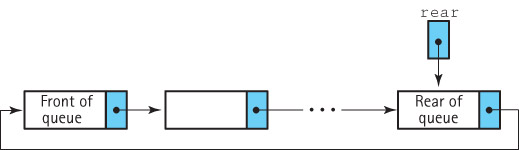 rear
Front of
queue
Rear of
queue